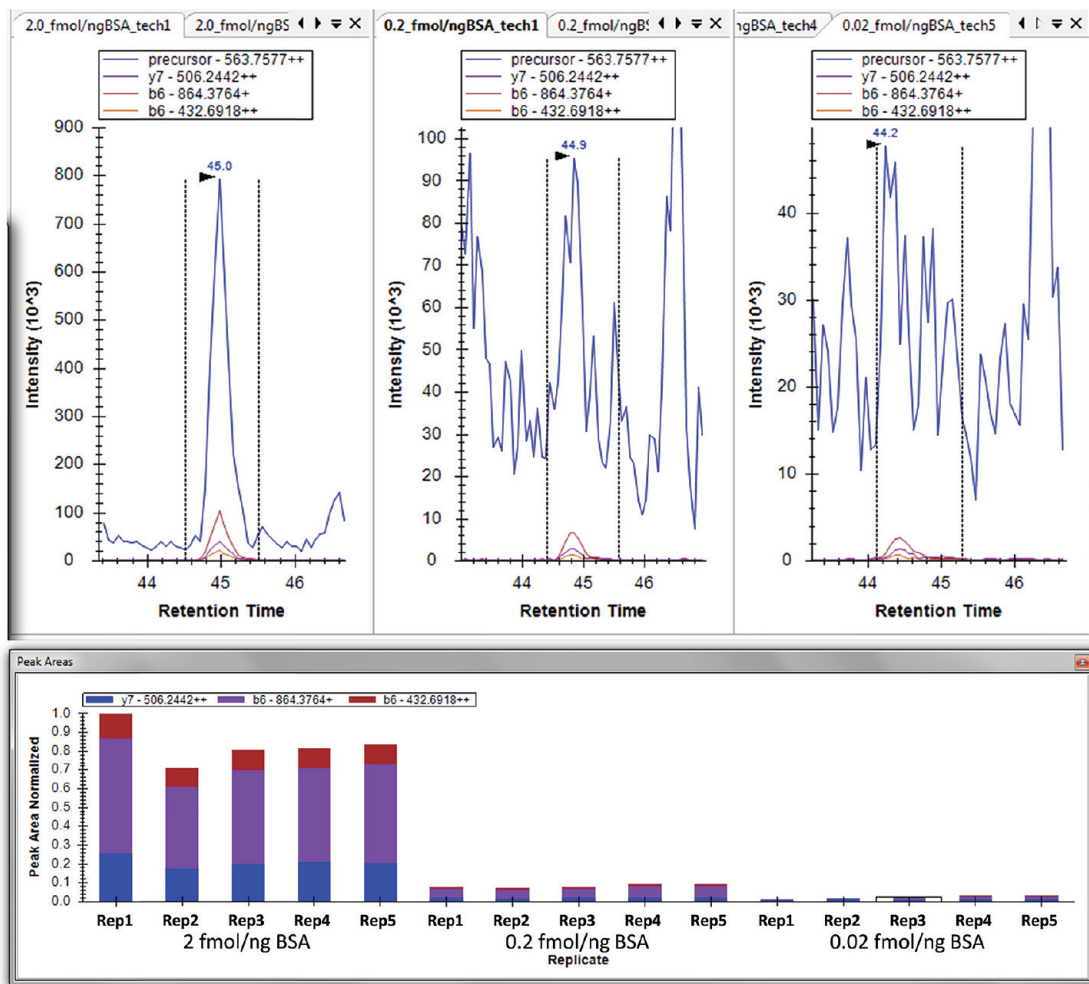 2.0_fmol/ngBSA_tech1
2.0_fmol/ngBS
precursor - 563.7577++
y7 - 506.2442++
b6 - 864.3764+
b6 - 432.6918++
900
800
700
600
500
400
300
200
100
0
Intensity (10^3)
45.0
44
45
46
Retention Time
0.2_fmol/ngBSA_tech1
0.2_fmol/ngBS
precursor - 563.7577++
y7 - 506.2442++
b6 - 864.3764+
b6 - 432.6918++
100
90
80
70
60
50
40
30
20
10
0
Intensity (10^3)
44.9
44
45
46
Retention Time
ngBSA_tech4
0.02_fmol/ngBSA_tech5
precursor - 563.7577++
y7 - 506.2442++
b6 - 864.3764+
b6 - 432.6918++
40
30
20
10
0
Intensity (10^3)
44.2
44
45
46
Retention Time
Peak Areas
y7 - 506.2442++ b6 - 864.3764+ b6 - 432.6918++
1.0
0.9
0.8
0.7
0.6
0.5
0.4
0.3
0.2
0.1
0.0
Peak Area Normalized
Rep1 Rep2 Rep3 Rep4 Rep5 Rep1 Rep2 Rep3 Rep4 Rep5 Rep1 Rep2 Rep3 Rep4 Rep5
2 fmol/ng BSA 0.2 fmol/ng BSA 0.02 fmol/ng BSA
Replicate